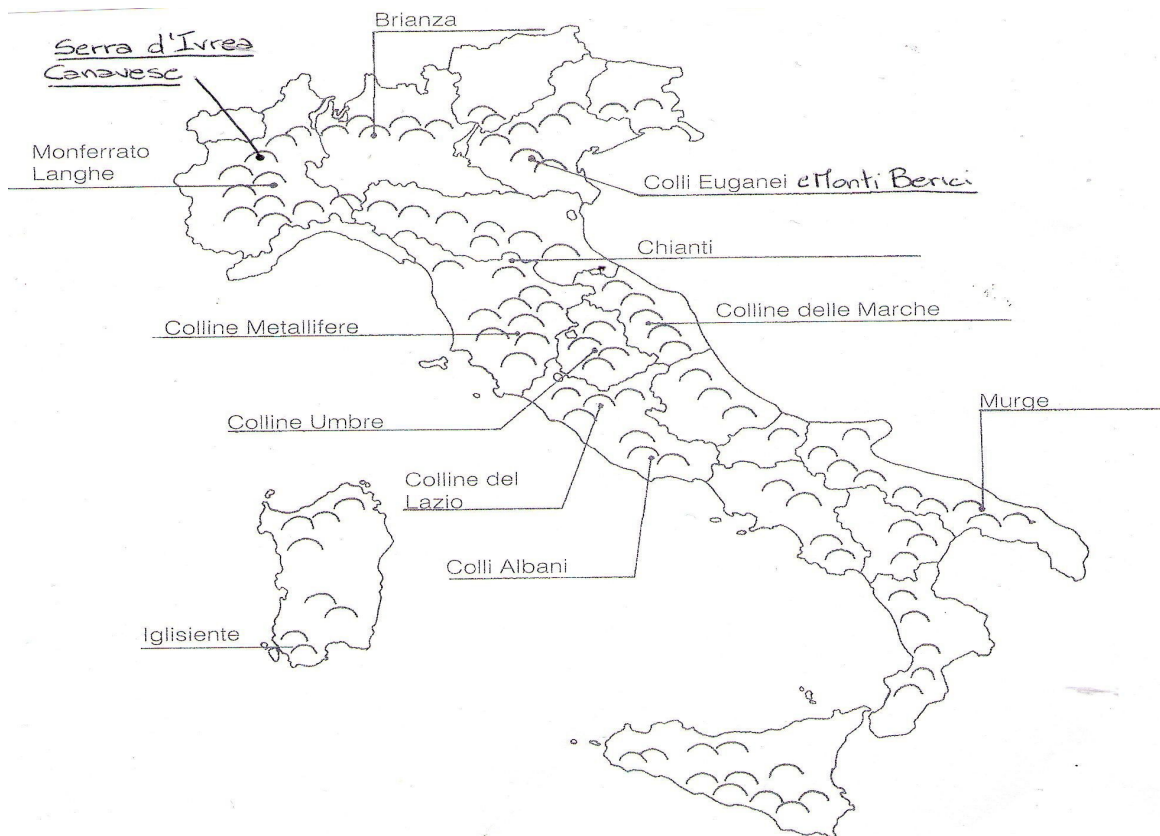 Brianza
Serra d'Ivrea
Canavese
Monferrato
Langhe
Colli Euganei e Monti Berici
Chianti
Colline delle Marche
Colline Metallifere
Murge
Colline Umbre
Colline del
Lazio
Colli Albani
Iglisiente